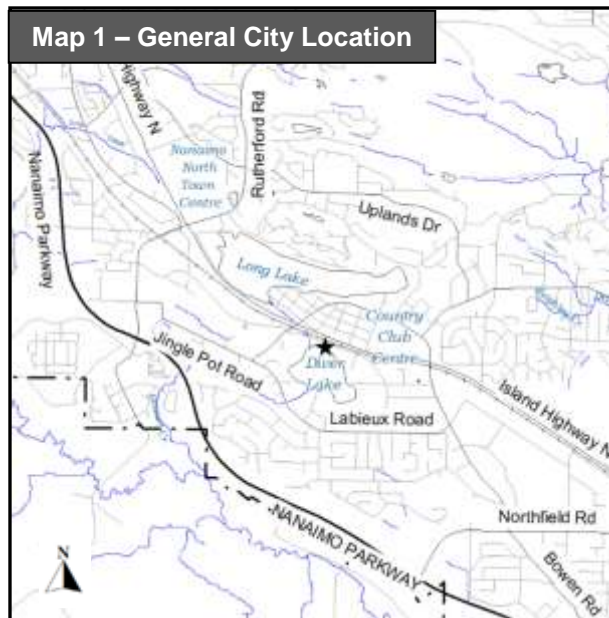 Map 1 – General City Location
Highway N
Nanaimo Parkway
Nanaimo
North
Town
Centre
Rutherford Rd
Uplands Dr
Long Lake
Country
Club
Centre
Diver
Lake
Jingle Pot Road
Labieux Road
Island Highway N
NANAIMO PARKWAY
Northfield Rd
Bowen Rd
N